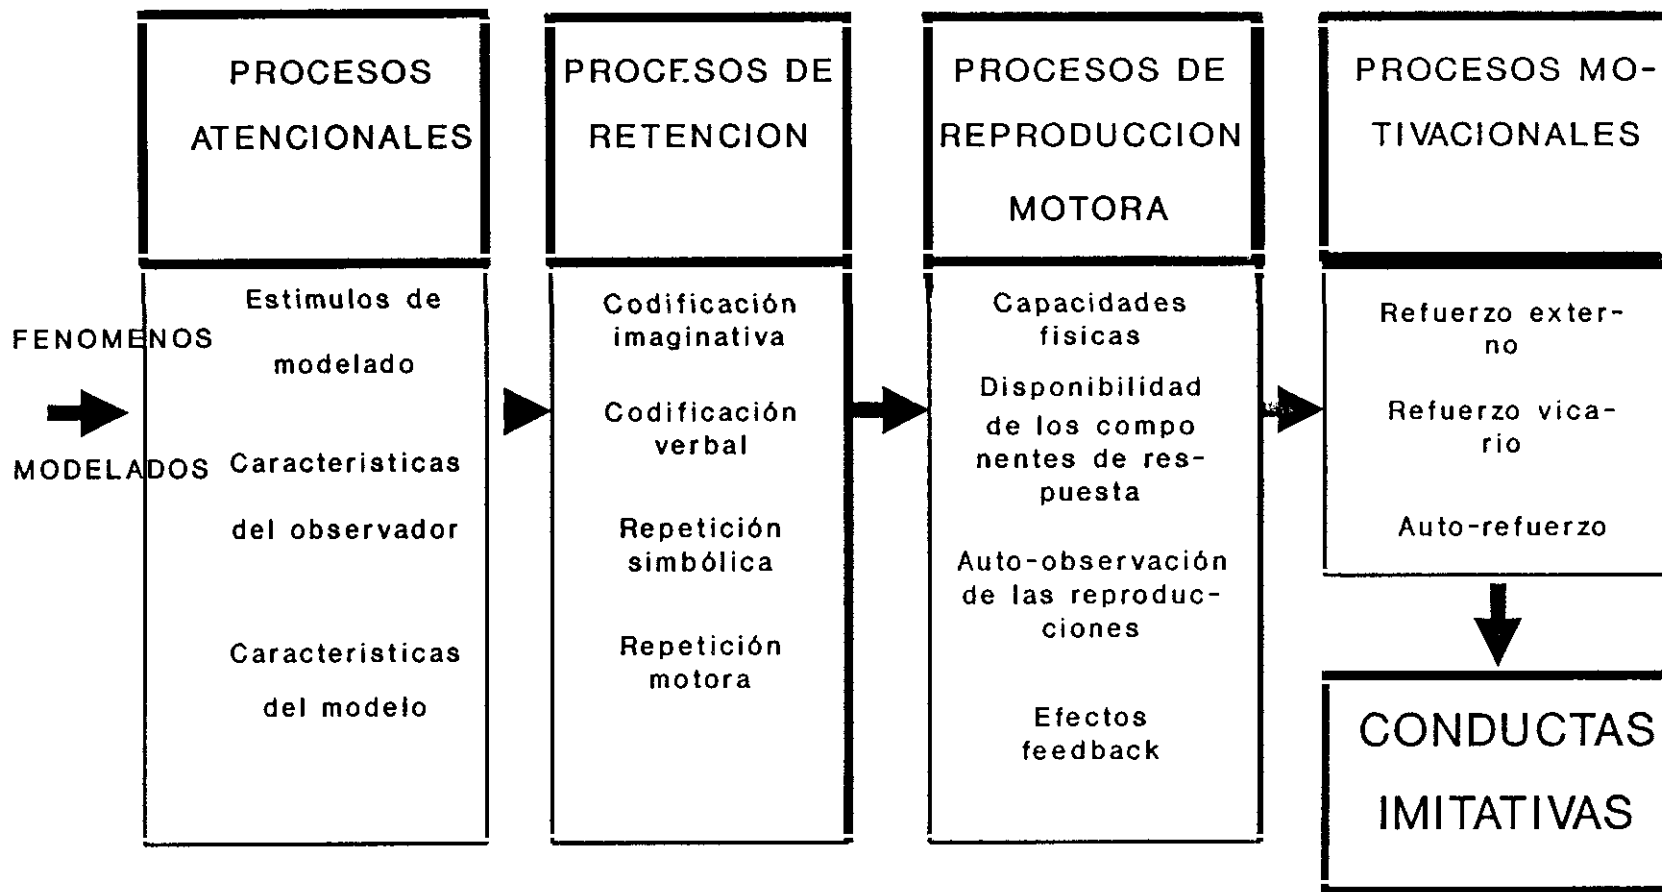 FENOMENOS
MODELADOS
PROCESOS
ATENCIONALES
Estimulos de
modelado
Caracteristicas
del observador
Caracteristicas
del modelo
PROCESOS DE
RETENCION
Codificación
imaginativa
Codificación
verbal
Repetición
simbólica
Repetición
motora
PROCESOS DE
REPRODUCCION
MOTORA
Capacidades
fisicas
Disponibilidad
de los compo
nentes de res-
puesta
Auto-observación
de las reproduc-
ciones
Efectos
feedback
PROCESOS MO-
TIVACIONALES
Refuerzo exter-
no
Refuerzo vica-
rio
Auto-refuerzo
CONDUCTAS
IMITATIVAS